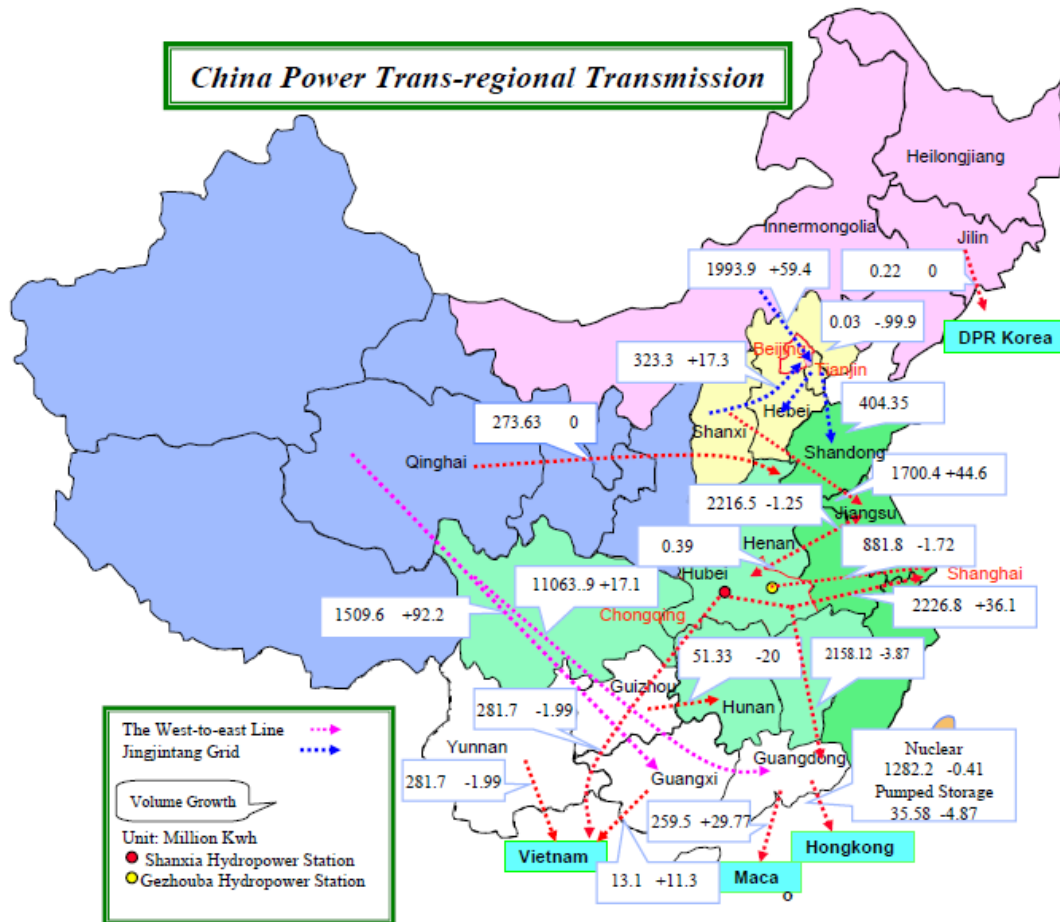 China Power Trans-regional Transmission
Heilongjiang
Innermongolia
Jilin
1993.9 +59.4
0.22 0
DPR Korea
0.03 -99.9
Beijing
Tianjin
323.3 +17.3
Hebei
404.35
273.63 0
Shanxi
Shandong
Qinghai
1700.4 +44.6
2216.5 -1.25
Jiangsu
Henan
881.8 -1.72
0.39
Hubei
Shanghai
11063..9 +17.1
1509.6 +92.2
Chongqing
2226.8 +36.1
51.33 -20
2158.12 -3.87
Guizhou
Hunan
281.7 -1.99
Yunnan
Guangxi
Guangdong
Nuclear
1282.2 -0.41
Pumped Storage
35.58 -4.87
281.7 -1.99
259.5 +29.77
Hongkong
Vietnam
13.1 +11.3
Maca
o
The West-to-east Line
Jingjintang Grid
Volume Growth
Unit: Million Kwh
Shanxia Hydropower Station
Gezhouba Hydropower Station